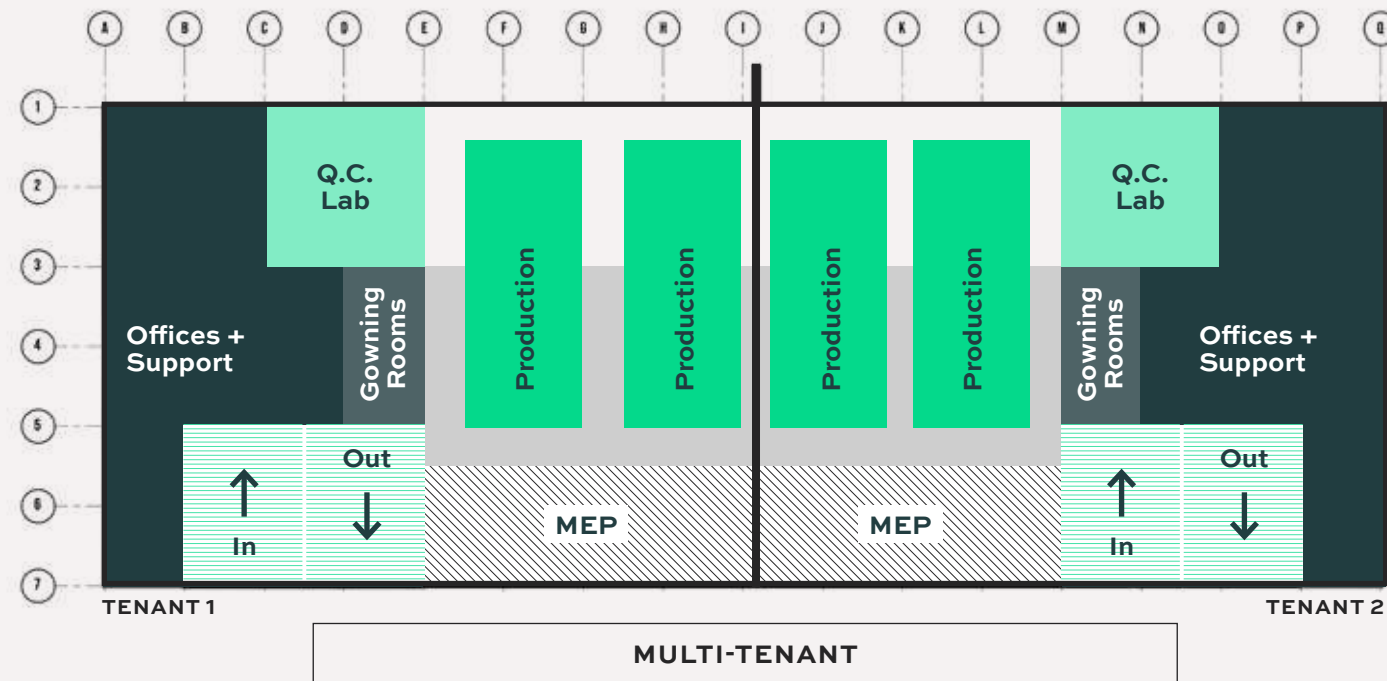 A B C D E F G H I J K L M N O P Q
1
2
3
4
5
6
7
Q.C.
Lab
Q.C.
Lab
Production
Production
Production
Production
Gowning
Rooms
Gowning
Rooms
Offices +
Support
Offices +
Support
Out
In
MEP
MEP
Out
In
TENANT 1
TENANT 2
MULTI-TENANT